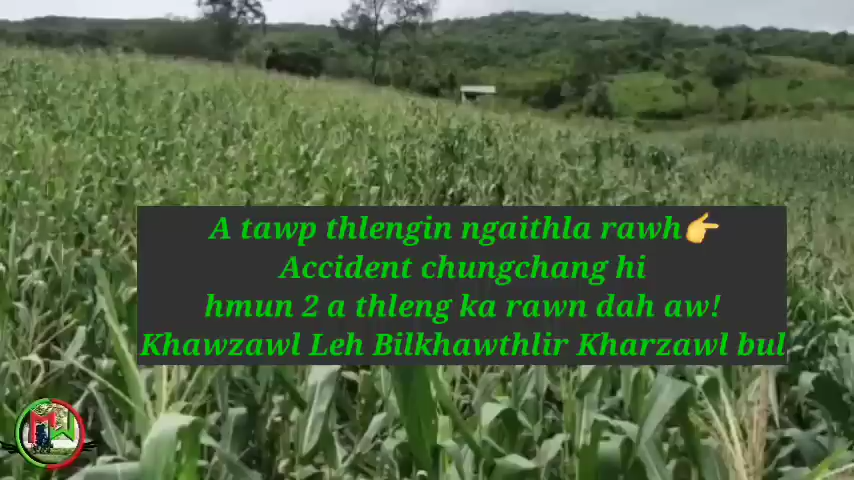 A tawp thlengin ngaithla rawh👉
Accident chungchang hi
hmun 2 a thleng ka rawn dah aw!
Khawzawl Leh Bilkhawthlir Kharzawl bul